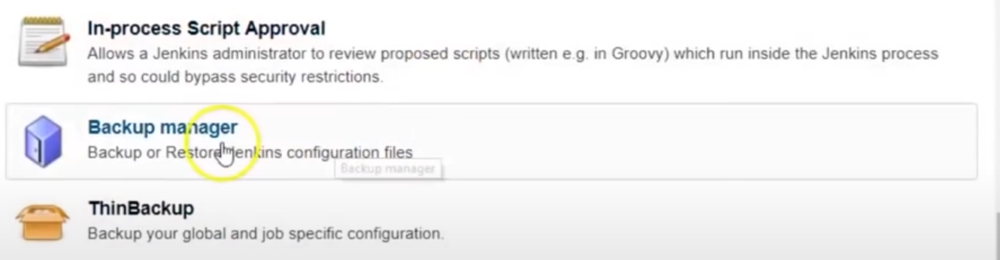 In-process Script Approval
Allows a Jenkins administrator to review proposed scripts (written e.g. in Groovy) which run inside the Jenkins process
and so could bypass security restrictions.
Backup manager
Backup or Restore Jenkins configuration files
Backup manager
ThinBackup
Backup your global and job specific configuration.